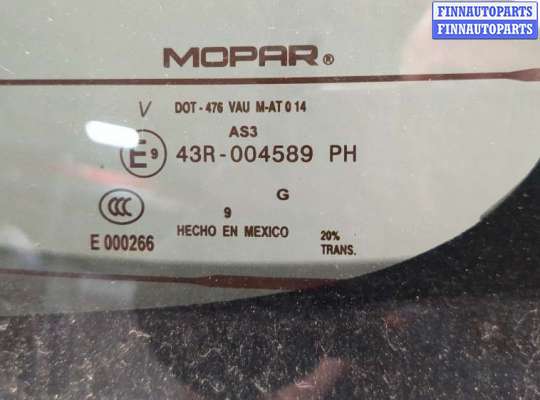 FINNAUTOPARTS
FINNAUTOPARTS
MOPAR®
V DOT-476 VAU M-AT 0 14
AS3
E9 43R-004589 PH
CCC G
9
E 000266 HECHO EN MEXICO 20%
TRANS.